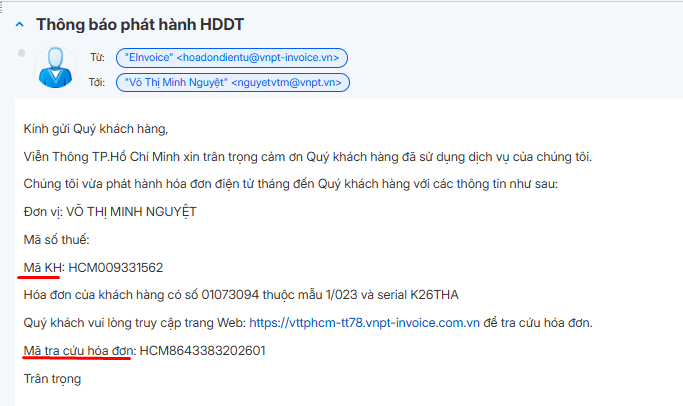 Thông báo phát hành HDDT
Từ: "EInvoice" <hoadondientu@vnpt-invoice.vn>
Tới: "Võ Thị Minh Nguyệt" <nguyetvtm@vnpt.vn>
Kính gửi Quý khách hàng,
Viễn Thông TP.Hồ Chí Minh xin trân trọng cảm ơn Quý khách hàng đã sử dụng dịch vụ của chúng tôi.
Chúng tôi vừa phát hành hóa đơn điện tử tháng đến Quý khách hàng với các thông tin như sau:
Đơn vị: VÕ THỊ MINH NGUYỆT
Mã số thuế:
Mã KH: HCM009331562
Hóa đơn của khách hàng có số 01073094 thuộc mẫu 1/023 và serial K26THA
Quý khách vui lòng truy cập trang Web: https://vttphcm-tt78.vnpt-invoice.com.vn để tra cứu hóa đơn.
Mã tra cứu hóa đơn: HCM8643383202601
Trân trọng